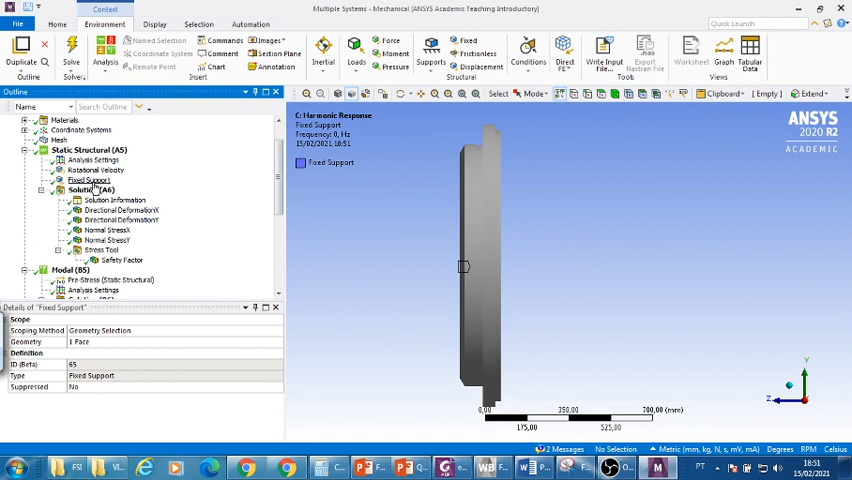 Context
Multiple Systems - Mechanical [ANSYS Academic Teaching Introductory]
File Home Environment Display Selection Automation
Quick Launch
Duplicate
Outline
Solve
Solve
Analysis
Named Selection
Coordinate System
Remote Point
Commands
Comment
Chart
Images
Section Plane
Annotation
Insert
Inertial
Loads
Force
Moment
Pressure
Supports
Fixed
Frictionless
Displacement
Structural
Conditions
Direct FE
Write Input File...
Export Nastran File
Tools
Worksheet
Graph
Tabular Data
Views
Outline
Name
Search Outline
Select
Mode
Clipboard
[ Empty ]
Extend
Materials
Coordinate Systems
Mesh
Static Structural (A5)
Analysis Settings
Rotational Velocity
Fixed Support
Solution (A6)
Solution Information
Directional DeformationX
Directional DeformationY
Normal StressX
Normal StressY
Stress Tool
Safety Factor
Modal (B5)
Pre-Stress (Static Structural)
Analysis Settings
C: Harmonic Response
Fixed Support
Frequency: 0, Hz
15/02/2021 18:51
Fixed Support
ANSYS
2020 R2
ACADEMIC
Details of "Fixed Support"
Scope
Scoping Method Geometry Selection
Geometry 1 Face
Definition
ID (Beta) 65
Type Fixed Support
Suppressed No
0,00 350,00 700,00 (mm)
175,00 525,00
Y
Z
2 Messages No Selection Metric (mm, kg, N, s, mV, mA) Degrees RPM Celsius
FSI
C...
F...
Q...
e...
WB F...
P...
F...
O...
M
PT
18:51
15/02/2021